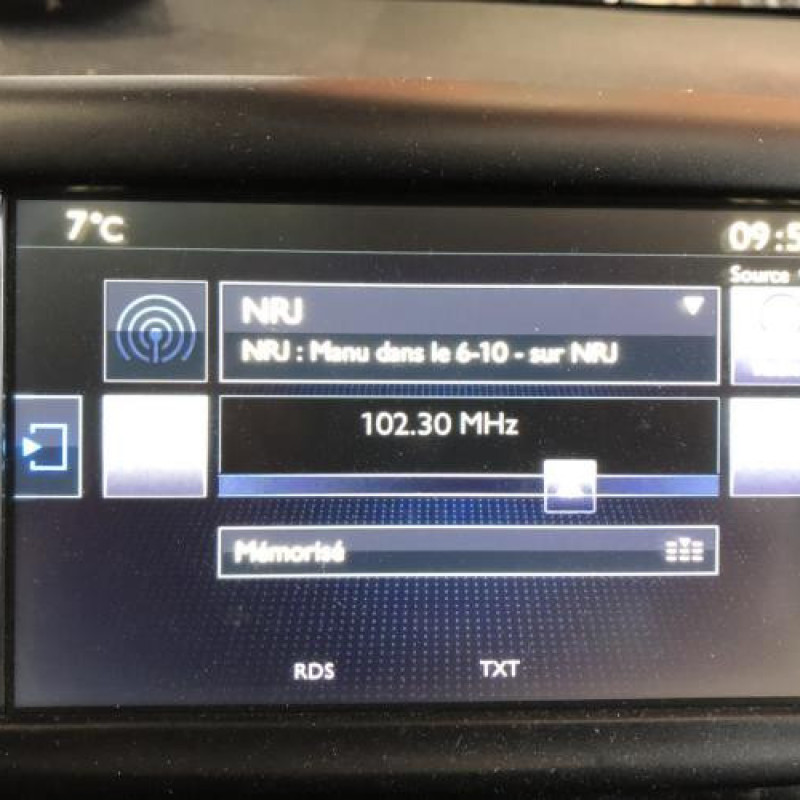 7°C
09:5
Source
NRJ
NRJ : Manu dans le 6-10 - sur NRJ
102.30 MHz
Mémorisé
RDS
TXT